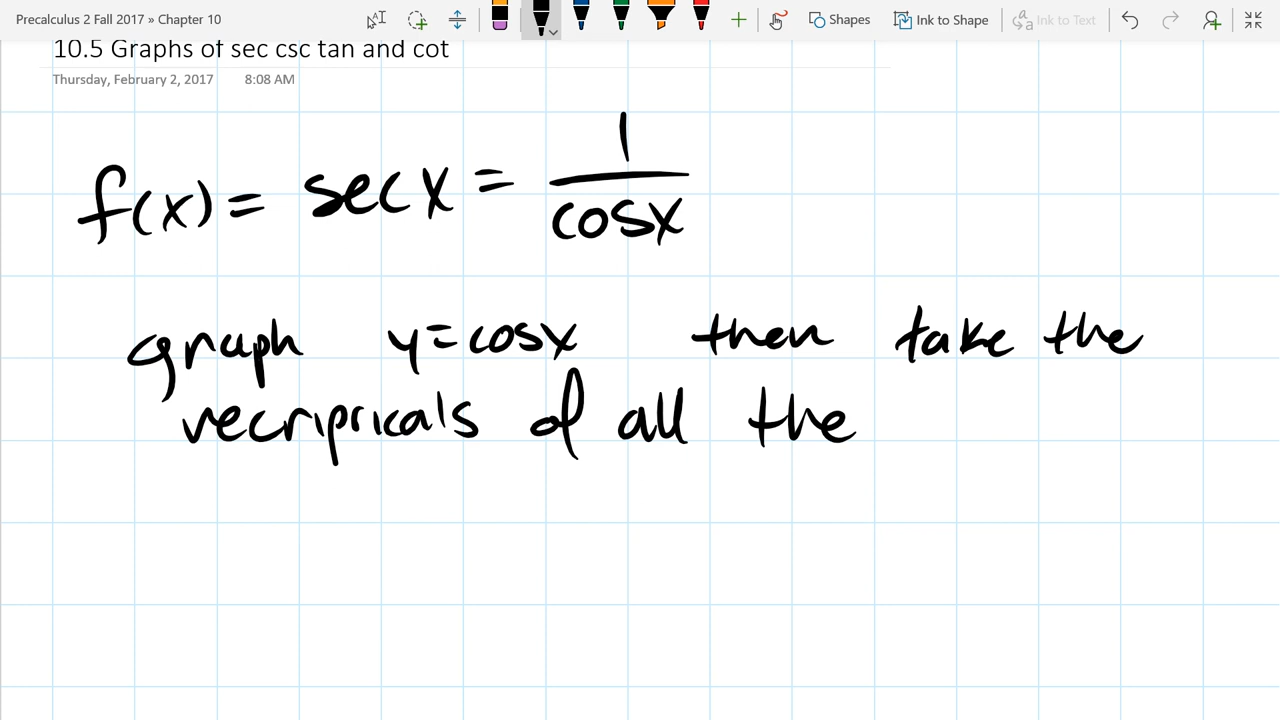 Precalculus 2 Fall 2017 » Chapter 10
Shapes
Ink to Shape
Ink to Text
10.5 Graphs of sec csc tan and cot
Thursday, February 2, 2017 8:08 AM
f(x) = sec x = 1/cosx
graph y=cosx then take the
recripricals of all the